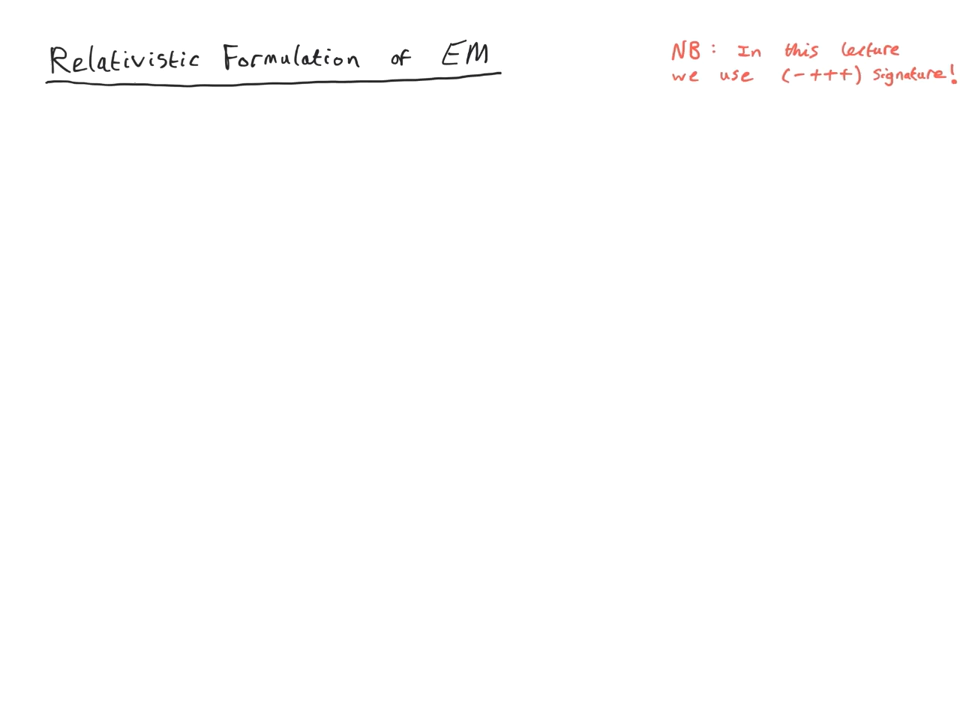 Relativistic Formulation of EM
NB: In this lecture
we use (-+++) signature!